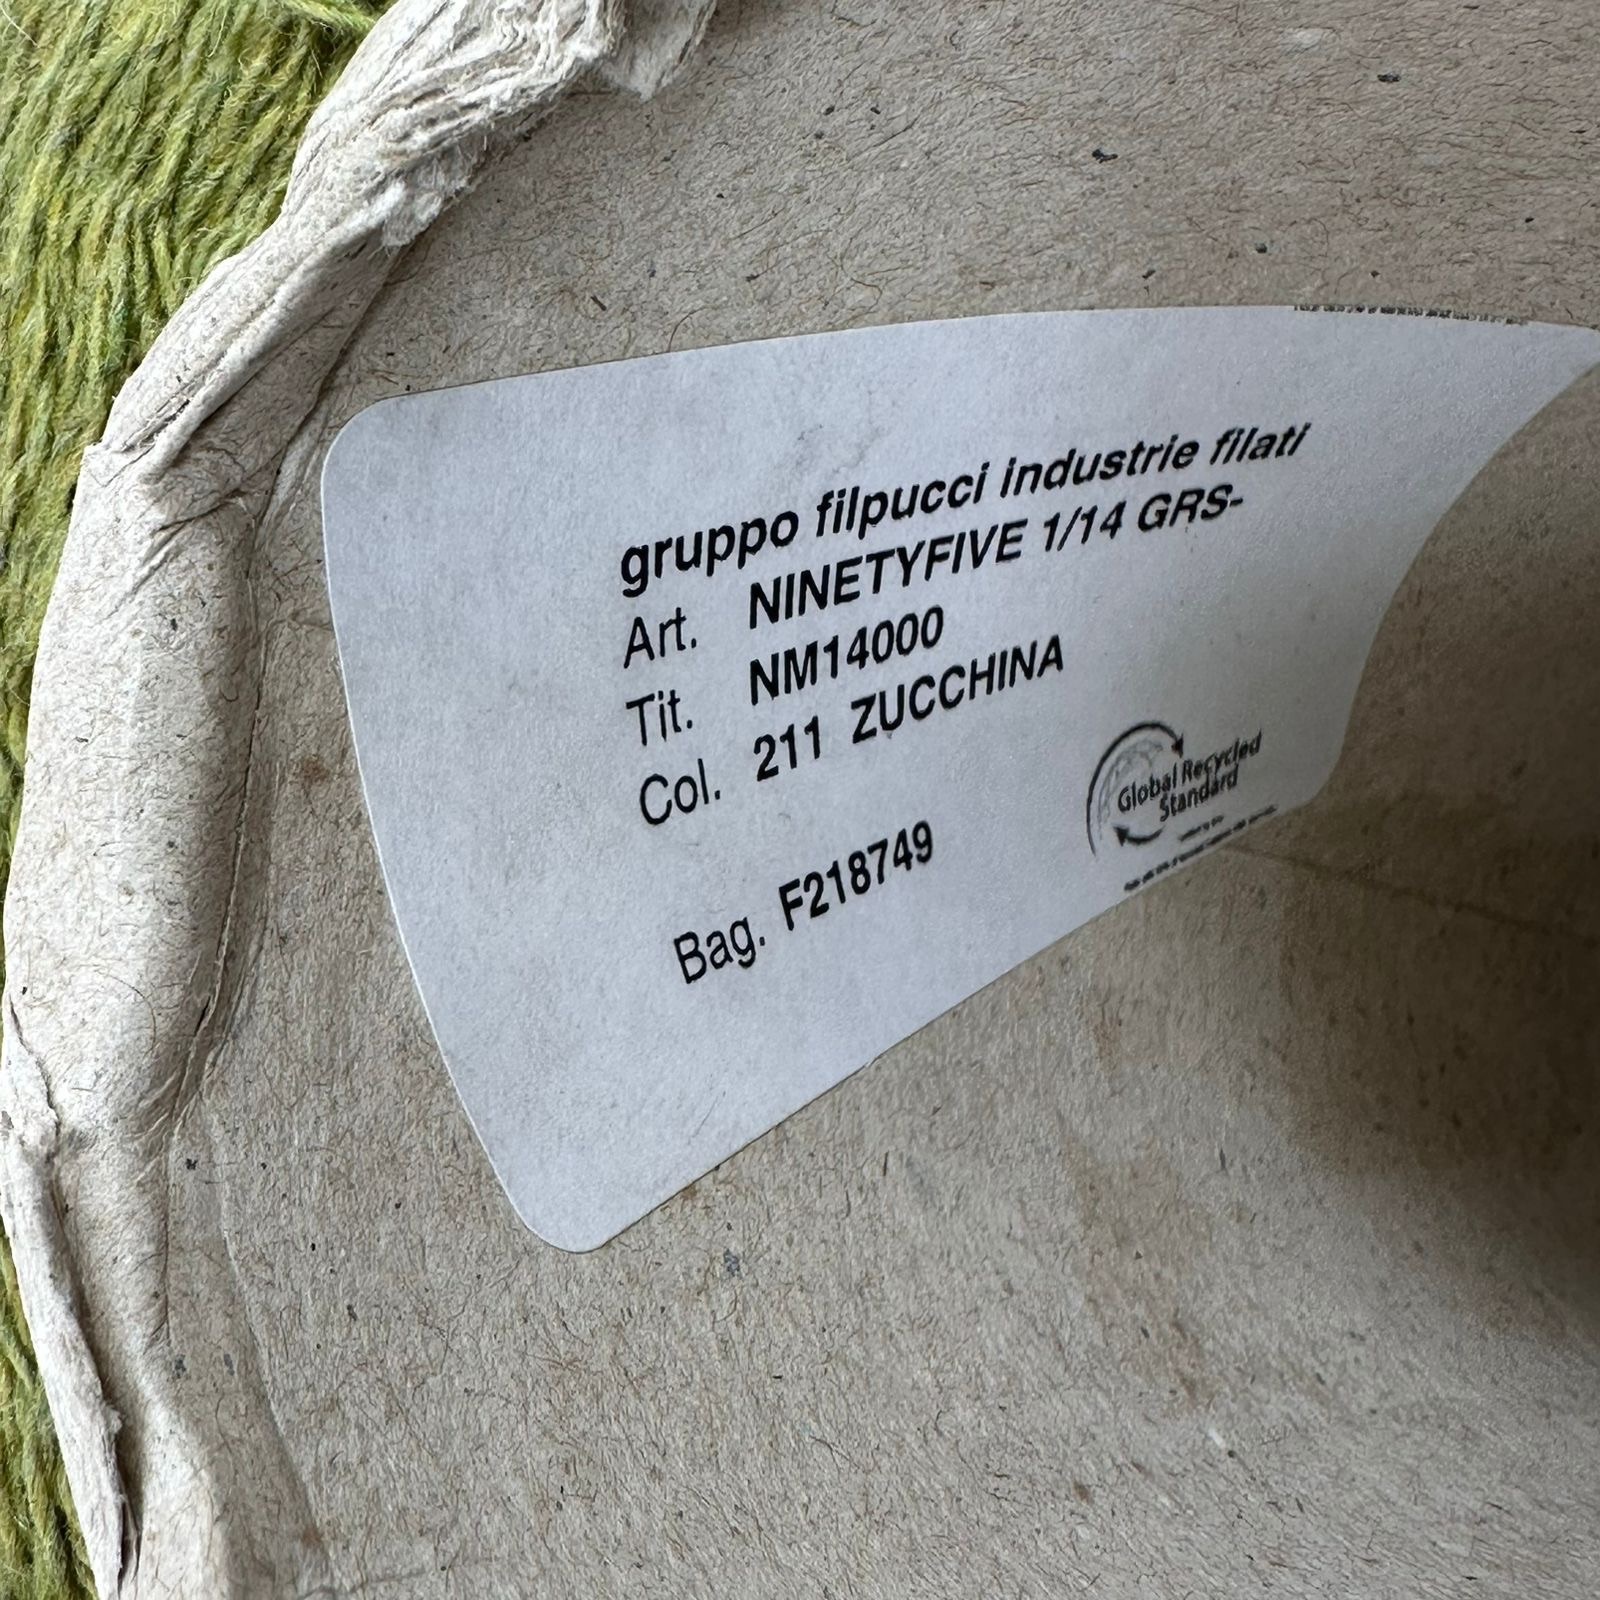 gruppo filpucci industrie filati
Art. NINETYFIVE 1/14 GRS-
Tit. NM14000
Col. 211 ZUCCHINA
Global Recycled
Standard
Bag. F218749